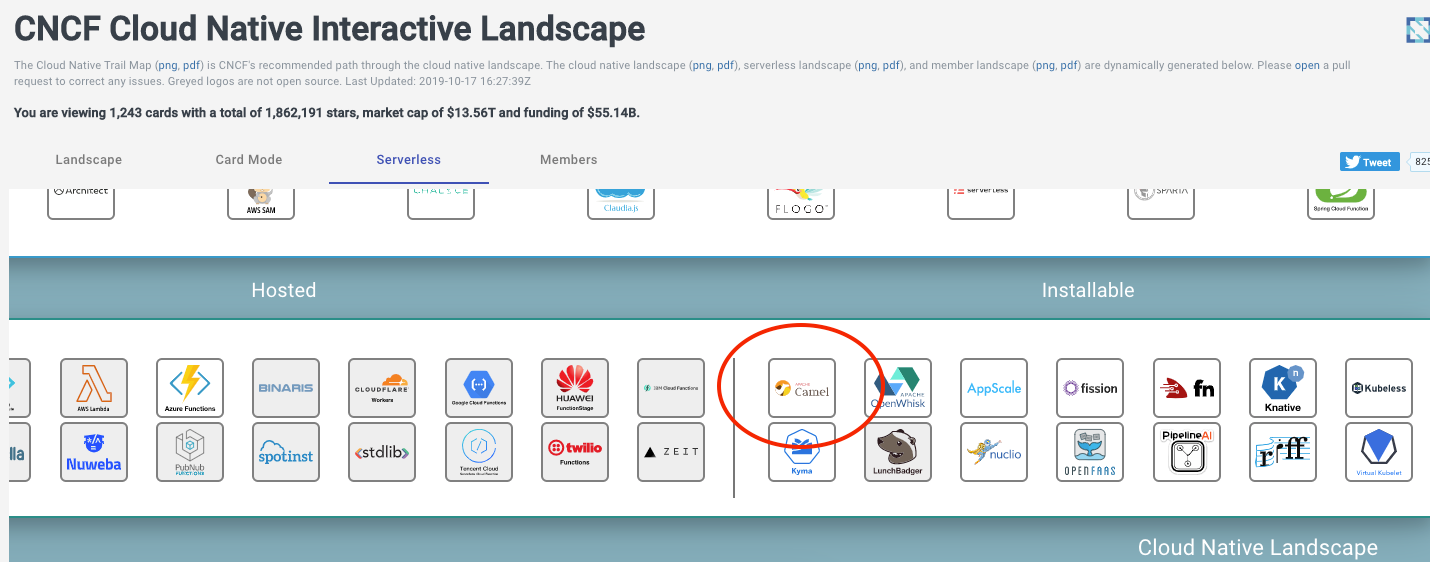 CNCF Cloud Native Interactive Landscape
The Cloud Native Trail Map (png, pdf) is CNCF's recommended path through the cloud native landscape. The cloud native landscape (png, pdf), serverless landscape (png, pdf), and member landscape (png, pdf) are dynamically generated below. Please open a pull
request to correct any issues. Greyed logos are not open source. Last Updated: 2019-10-17 16:27:39Z
You are viewing 1,243 cards with a total of 1,862,191 stars, market cap of $13.56T and funding of $55.14B.
Landscape Card Mode Serverless Members
Tweet 825
Architect AWS SAM CHALICE Claudia.js FLOGO serverless SPARTA Spring Cloud Function
Hosted Installable
AWS Lambda
Azure Functions
BINARIS
CLOUDFLARE
Workers
Google Cloud Functions
HUAWEI
FunctionStage
IBM Cloud Functions
APACHE
Camel
APACHE
OpenWhisk
AppScale
fission
fn
n
K
Knative
Kubeless
lla
</> 
Nuweba
PubNub
FUNCTIONS
spotinst
<stdlib>
Tencent Cloud
twilio
Functions
ZEIT
Kyma
LunchBadger
nuclio
OPENFAAS
PipelineAI
riff
Virtual Kubelet
Cloud Native Landscape